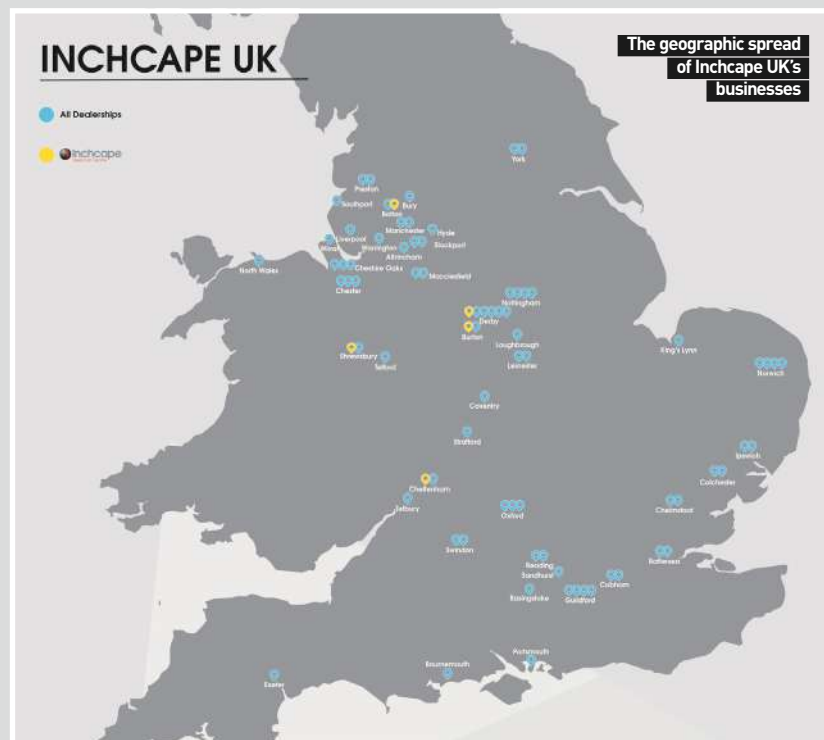 INCHCAPE UK
The geographic spread
of Inchcape UK's
businesses
All Dealerships
Inchcape
York
Preston
Southport
Bury
Bolton
Manchester
Hyde
Liverpool
Stockport
Wirral
Warrington
Altrincham
North Wales
Cheshire Oaks
Macclesfield
Chester
Nottingham
Derby
Burton
Loughbrough
King's Lynn
Shrewsbury
Telford
Leicester
Norwich
Coventry
Stratford
Ipswich
Colchester
Cheltenham
Tetbury
Chelmsford
Oxford
Swindon
Battersea
Reading
Sandhurst
Cobham
Basingstoke
Guildford
Portsmouth
Bournemouth
Exeter